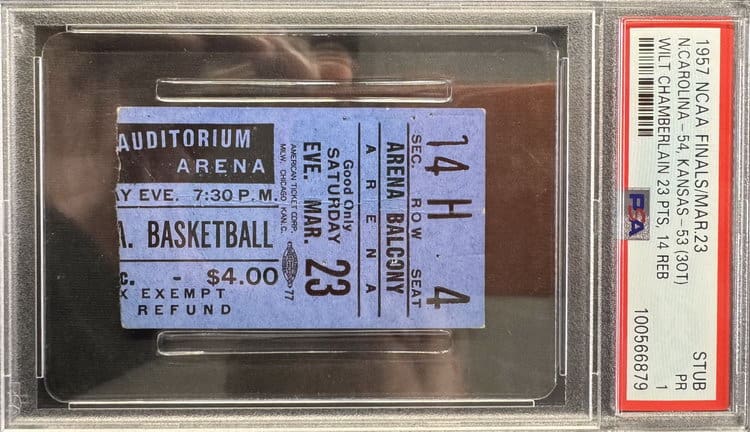 AUDITORIUM
ARENA
AY EVE. 7:30 P.M.
A. BASKETBALL
C. - $4.00
X EXEMPT
REFUND
AMERICAN TICKET CORP.
MLW. CHICAGO KAN.C.
77
Good Only
SATURDAY
EVE. MAR. 23
ARENA
ARENA BALCONY
SEC. ROW SEAT
14 H 4
1957 NCAA FINALS/MAR.23
N.CAROLINA-54, KANSAS-53 (3OT)
WILT CHAMBERLAIN 23 PTS, 14 REB
PSA
STUB
PR
1
100566879